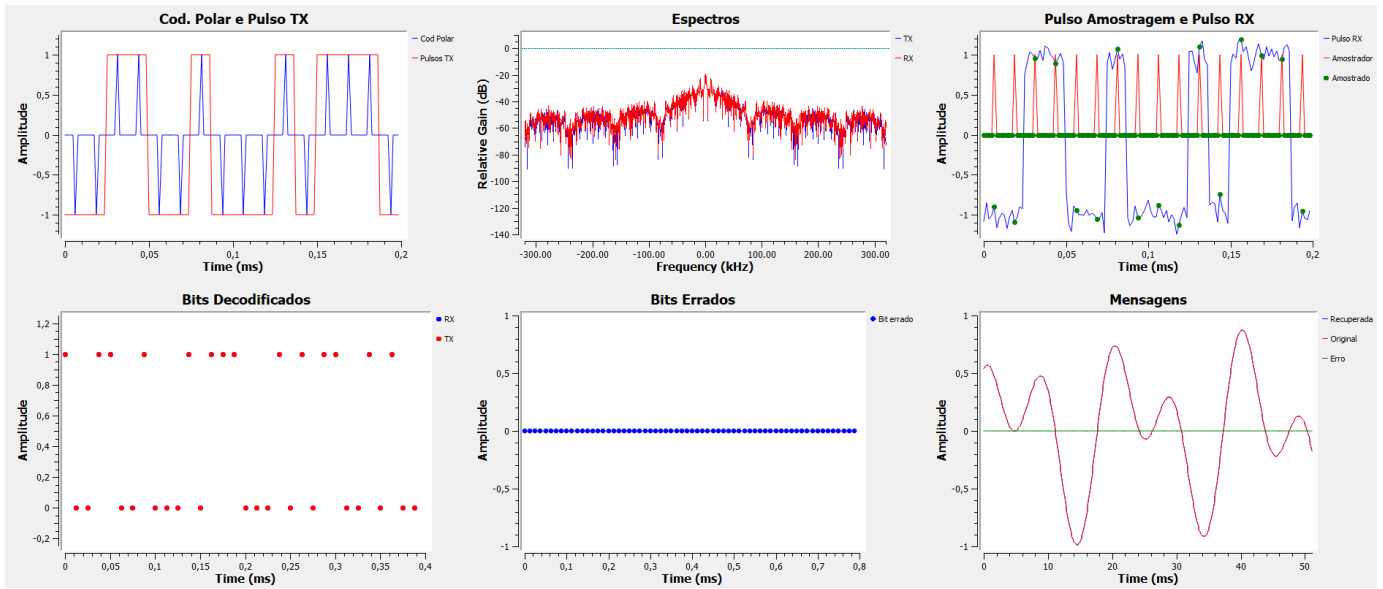 Cod. Polar e Pulso TX
Cod Polar
Pulsos TX
Amplitude
1
0,5
0
-0,5
-1
0
0,05
0,1
0,15
0,2
Time (ms)
Espectros
TX
RX
Relative Gain (dB)
0
-20
-40
-60
-80
-100
-120
-140
-300.00
-200.00
-100.00
0.00
100.00
200.00
300.00
Frequency (kHz)
Pulso Amostragem e Pulso RX
Pulso RX
Amostrador
Amostrado
Amplitude
1
0,5
0
-0,5
-1
0
0,05
0,1
0,15
0,2
Time (ms)
Bits Decodificados
RX
TX
Amplitude
1,2
1
0,8
0,6
0,4
0,2
0
-0,2
0
0,05
0,1
0,15
0,2
0,25
0,3
0,35
0,4
Time (ms)
Bits Errados
Bit errado
Amplitude
1
0,5
0
-0,5
-1
0
0,1
0,2
0,3
0,4
0,5
0,6
0,7
0,8
Time (ms)
Mensagens
Recuperada
Original
Erro
Amplitude
1
0,5
0
-0,5
-1
0
10
20
30
40
50
Time (ms)